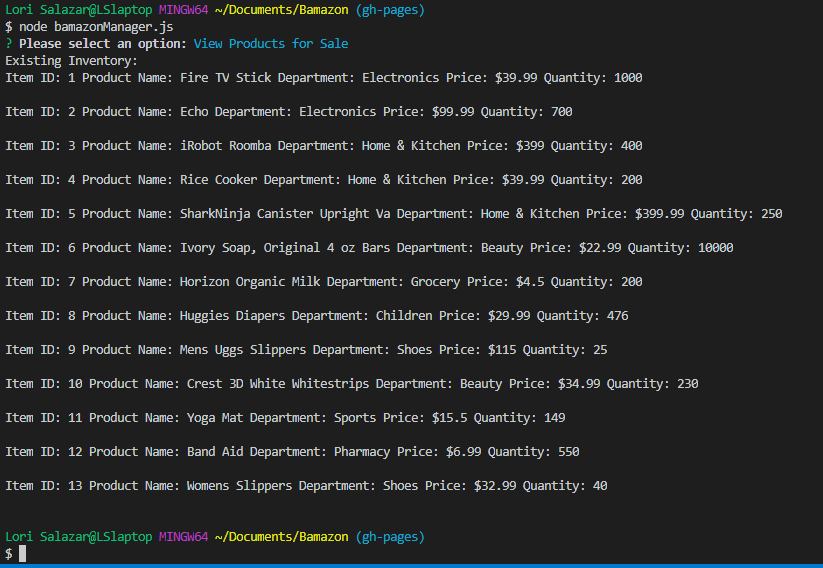 Lori Salazar@LSlaptop MINGW64 ~/Documents/Bamazon (gh-pages)
$ node bamazonManager.js
? Please select an option: View Products for Sale
Existing Inventory:
Item ID: 1 Product Name: Fire TV Stick Department: Electronics Price: $39.99 Quantity: 1000
Item ID: 2 Product Name: Echo Department: Electronics Price: $99.99 Quantity: 700
Item ID: 3 Product Name: iRobot Roomba Department: Home & Kitchen Price: $399 Quantity: 400
Item ID: 4 Product Name: Rice Cooker Department: Home & Kitchen Price: $39.99 Quantity: 200
Item ID: 5 Product Name: SharkNinja Canister Upright Va Department: Home & Kitchen Price: $399.99 Quantity: 250
Item ID: 6 Product Name: Ivory Soap, Original 4 oz Bars Department: Beauty Price: $22.99 Quantity: 10000
Item ID: 7 Product Name: Horizon Organic Milk Department: Grocery Price: $4.5 Quantity: 200
Item ID: 8 Product Name: Huggies Diapers Department: Children Price: $29.99 Quantity: 476
Item ID: 9 Product Name: Mens Uggs Slippers Department: Shoes Price: $115 Quantity: 25
Item ID: 10 Product Name: Crest 3D White Whitestrips Department: Beauty Price: $34.99 Quantity: 230
Item ID: 11 Product Name: Yoga Mat Department: Sports Price: $15.5 Quantity: 149
Item ID: 12 Product Name: Band Aid Department: Pharmacy Price: $6.99 Quantity: 550
Item ID: 13 Product Name: Womens Slippers Department: Shoes Price: $32.99 Quantity: 40
Lori Salazar@LSlaptop MINGW64 ~/Documents/Bamazon (gh-pages)
$